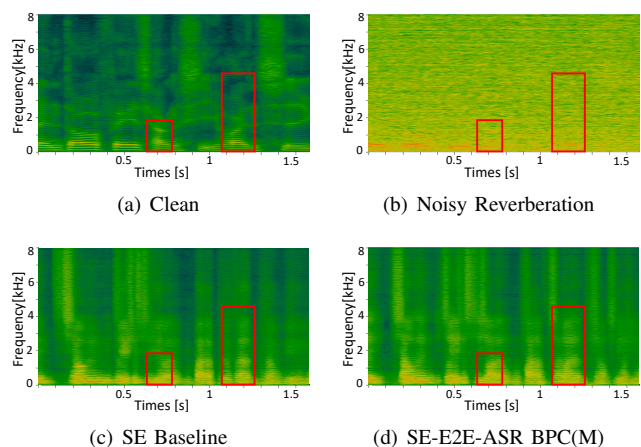 8
6
4
2
0
Frequency[kHz]
0.5
1
1.5
Times [s]
(a) Clean
8
6
4
2
0
Frequency[kHz]
0.5
1
1.5
Times [s]
(b) Noisy Reverberation
8
6
4
2
0
Frequency[kHz]
0.5
1
1.5
Times [s]
(c) SE Baseline
8
6
4
2
0
Frequency[kHz]
0.5
1
1.5
Times [s]
(d) SE-E2E-ASR BPC(M)